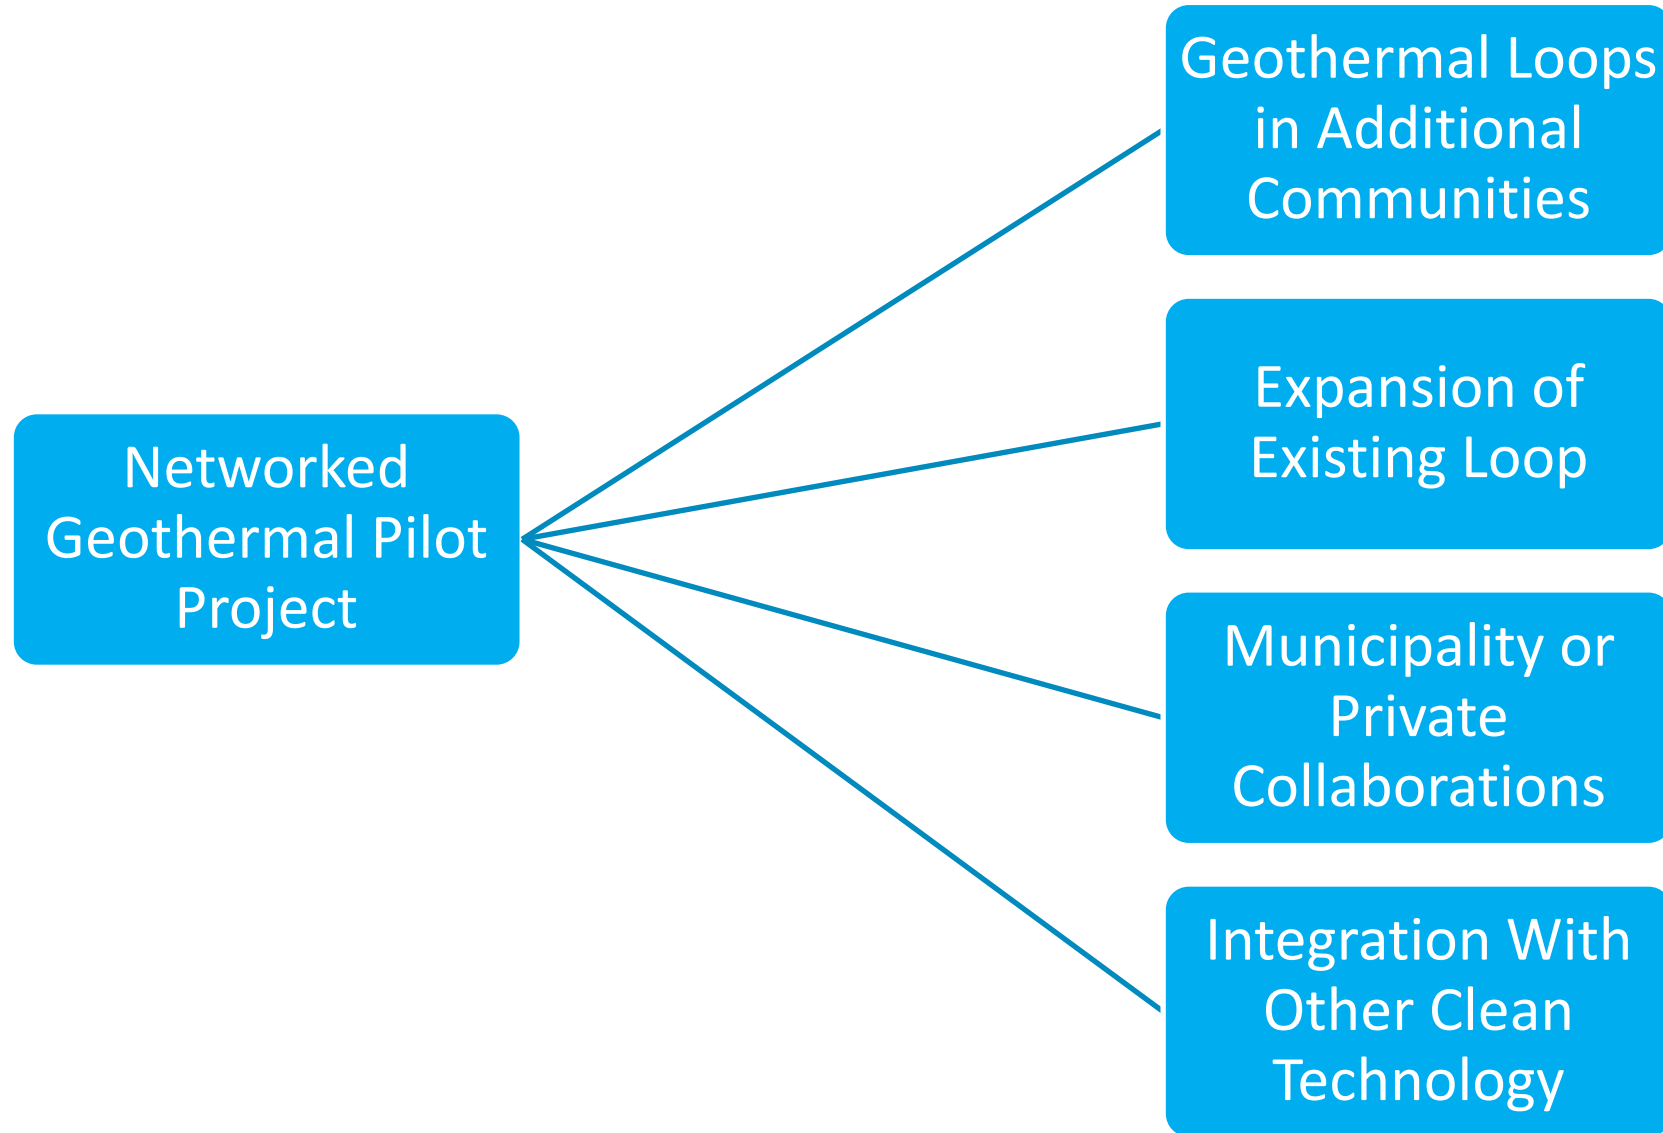 Networked
Geothermal Pilot
Project
Geothermal Loops
in Additional
Communities
Expansion of
Existing Loop
Municipality or
Private
Collaborations
Integration With
Other Clean
Technology